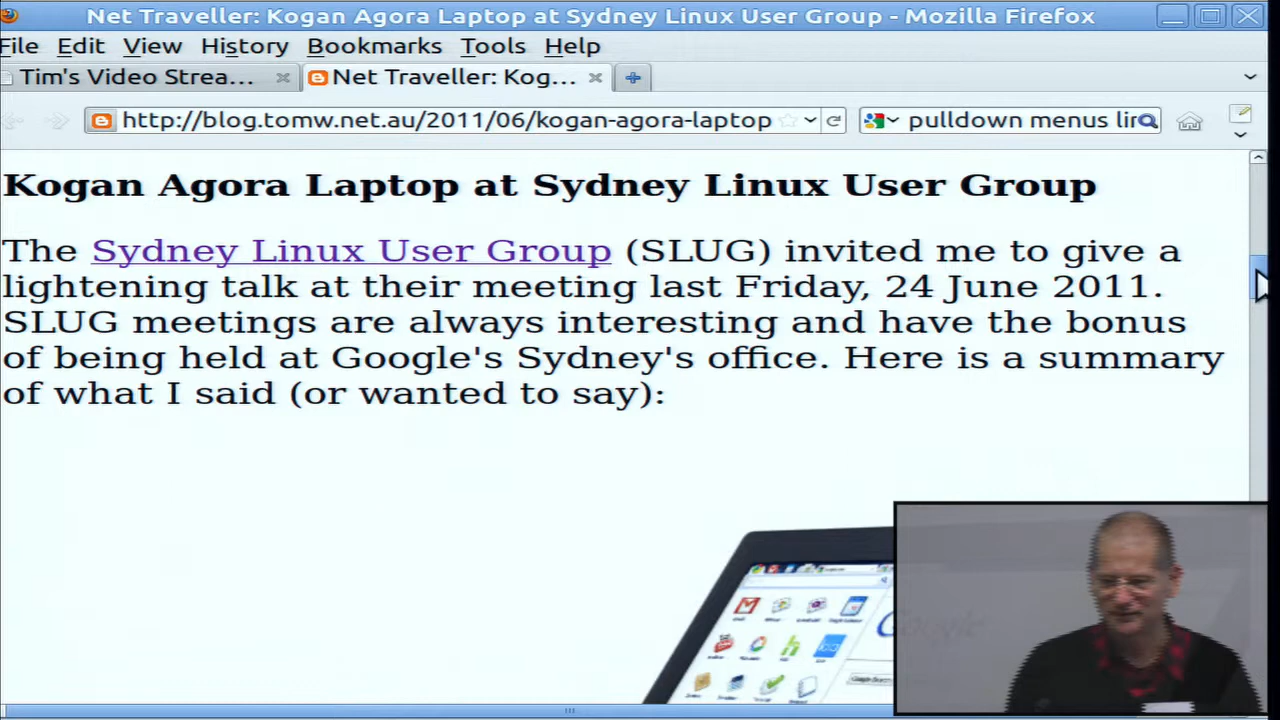 Net Traveller: Kogan Agora Laptop at Sydney Linux User Group - Mozilla Firefox
File Edit View History Bookmarks Tools Help
Tim's Video Strea... Net Traveller: Kog...
http://blog.tomw.net.au/2011/06/kogan-agora-laptop pulldown menus lin
Kogan Agora Laptop at Sydney Linux User Group
The Sydney Linux User Group (SLUG) invited me to give a
lightening talk at their meeting last Friday, 24 June 2011.
SLUG meetings are always interesting and have the bonus
of being held at Google's Sydney's office. Here is a summary
of what I said (or wanted to say):
Google